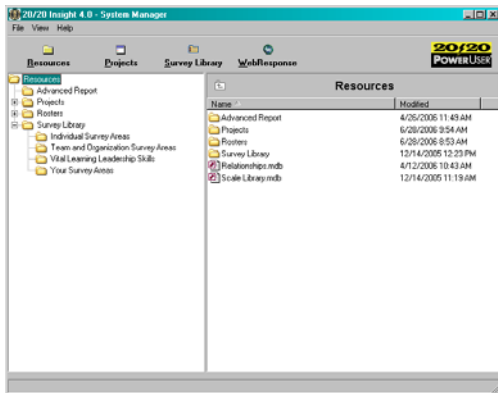 20/20 Insight 4.0 - System Manager
File View Help
Resources Projects Survey Library WebResponse
20/20
POWERUSER
Resources
Advanced Report
Projects
Rosters
Survey Library
Individual Survey Areas
Team and Organization Survey Areas
Vital Learning Leadership Skills
Your Survey Areas
Resources
Name Modified
Advanced Report 4/26/2006 11:49 AM
Projects 6/28/2006 9:54 AM
Rosters 6/28/2006 8:53 AM
Survey Library 12/14/2005 12:23 PM
Relationships.mdb 4/12/2006 10:43 AM
Scale Library.mdb 12/14/2005 11:19 AM